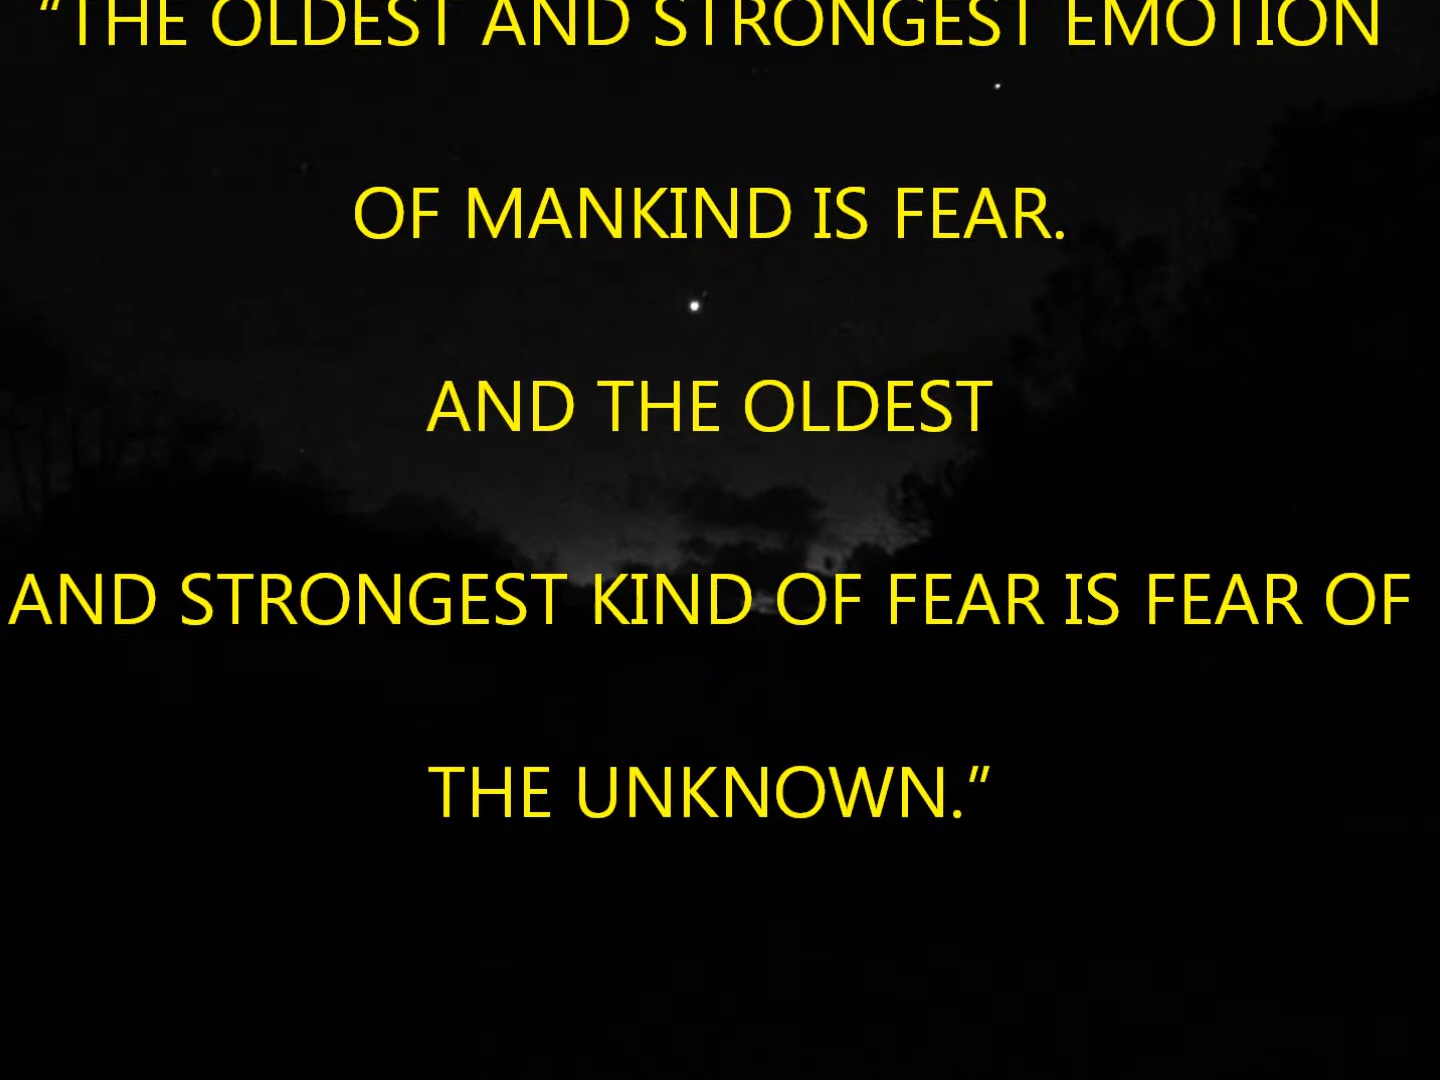 “THE OLDEST AND STRONGEST EMOTION
OF MANKIND IS FEAR.
AND THE OLDEST
AND STRONGEST KIND OF FEAR IS FEAR OF
THE UNKNOWN.”